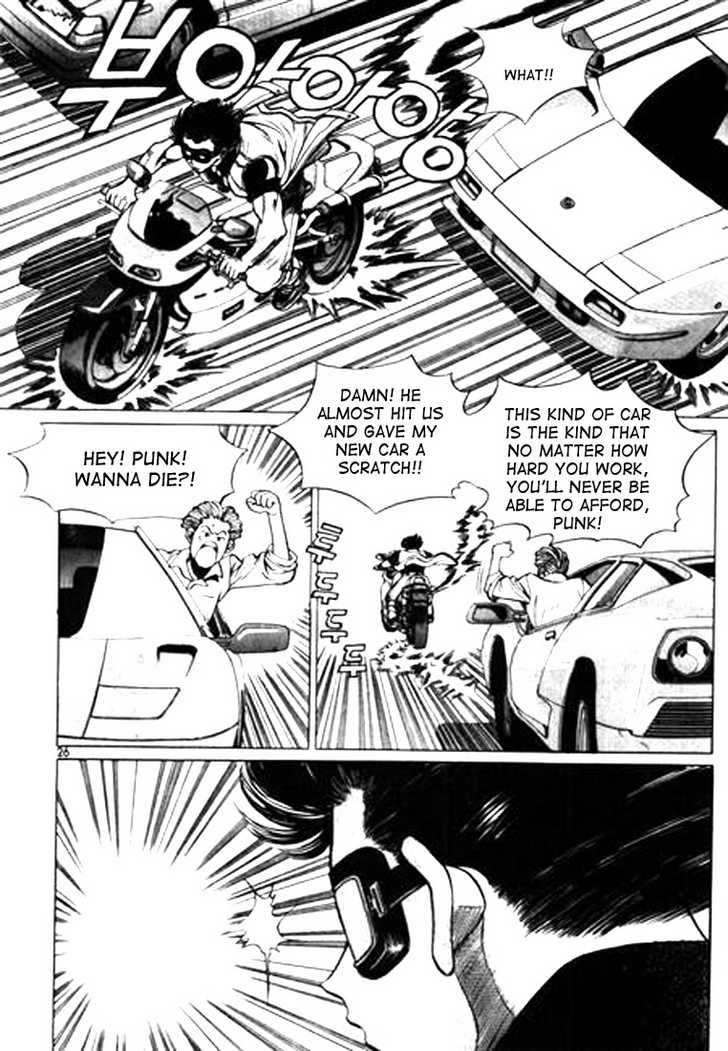 부아아아아앙
WHAT!!
HEY! PUNK!
WANNA DIE?!
DAMN! HE
ALMOST HIT US
AND GAVE MY
NEW CAR A
SCRATCH!!
THIS KIND OF CAR
IS THE KIND THAT
NO MATTER HOW
HARD YOU WORK,
YOU'LL NEVER BE
ABLE TO AFFORD,
PUNK!
투두두두
26